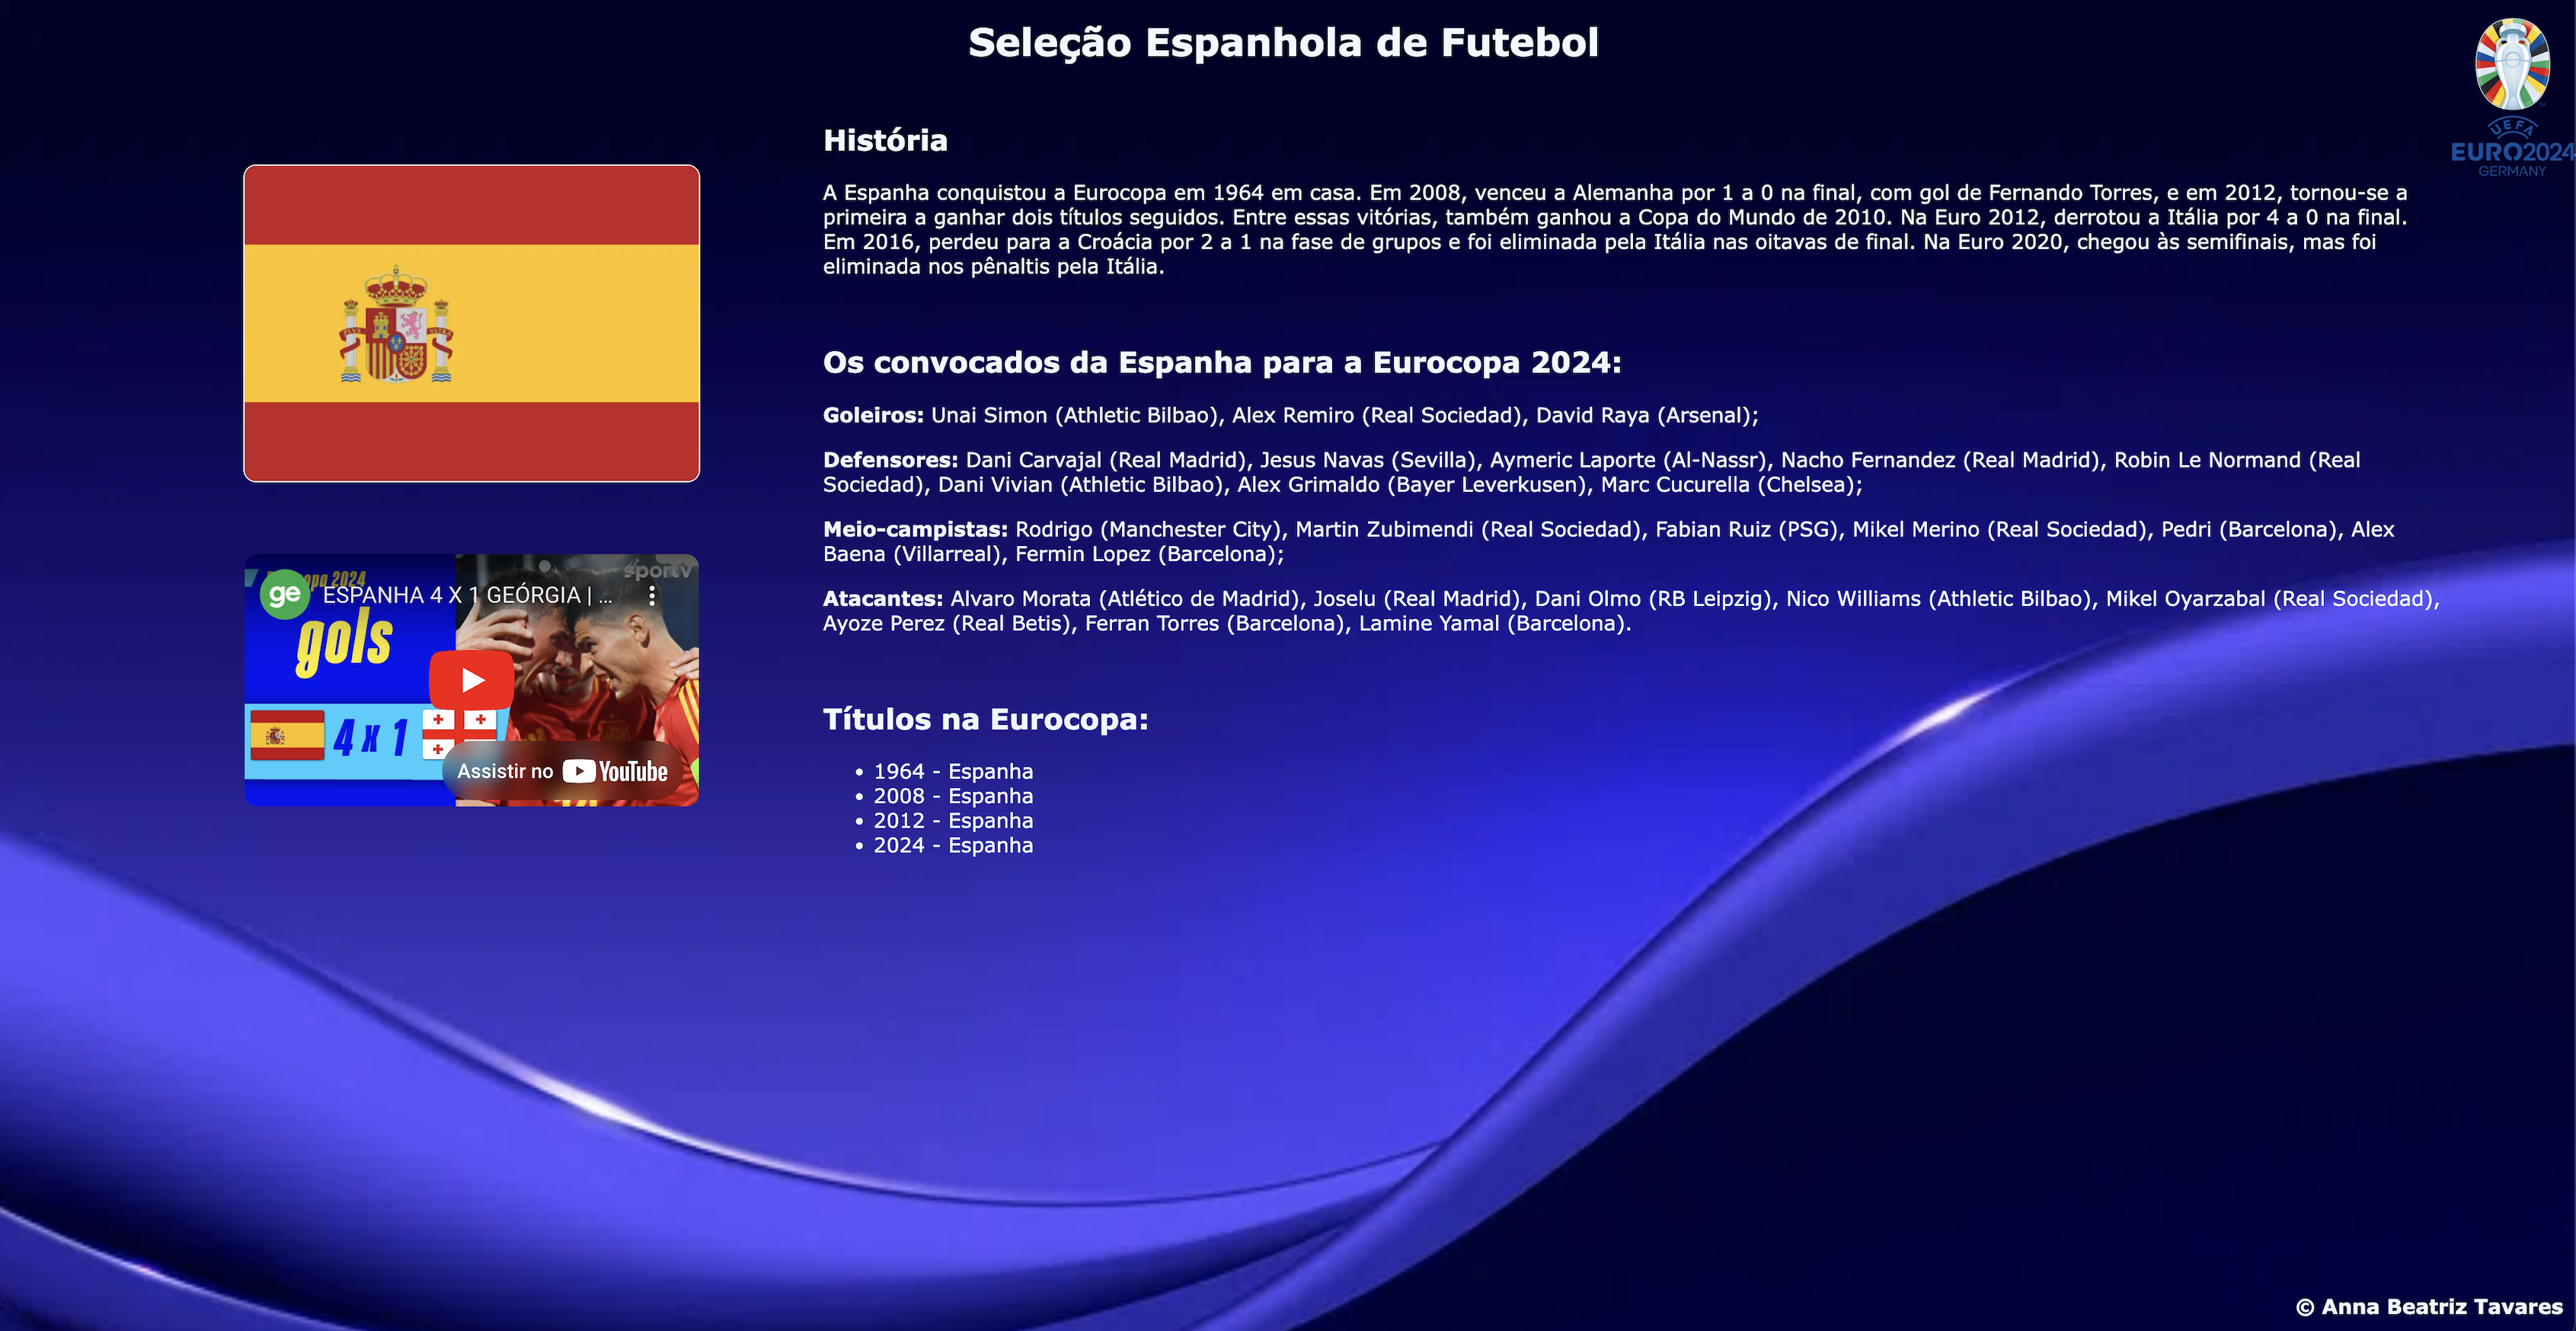 Seleção Espanhola de Futebol
UEFA
EURO2024
GERMANY
História
A Espanha conquistou a Eurocopa em 1964 em casa. Em 2008, venceu a Alemanha por 1 a 0 na final, com gol de Fernando Torres, e em 2012, tornou-se a
primeira a ganhar dois títulos seguidos. Entre essas vitórias, também ganhou a Copa do Mundo de 2010. Na Euro 2012, derrotou a Itália por 4 a 0 na final.
Em 2016, perdeu para a Croácia por 2 a 1 na fase de grupos e foi eliminada pela Itália nas oitavas de final. Na Euro 2020, chegou às semifinais, mas foi
eliminada nos pênaltis pela Itália.
PLVS VLTRA
Os convocados da Espanha para a Eurocopa 2024:
Goleiros: Unai Simon (Athletic Bilbao), Alex Remiro (Real Sociedad), David Raya (Arsenal);
Defensores: Dani Carvajal (Real Madrid), Jesus Navas (Sevilla), Aymeric Laporte (Al-Nassr), Nacho Fernandez (Real Madrid), Robin Le Normand (Real
Sociedad), Dani Vivian (Athletic Bilbao), Alex Grimaldo (Bayer Leverkusen), Marc Cucurella (Chelsea);
Meio-campistas: Rodrigo (Manchester City), Martin Zubimendi (Real Sociedad), Fabian Ruiz (PSG), Mikel Merino (Real Sociedad), Pedri (Barcelona), Alex
Baena (Villarreal), Fermin Lopez (Barcelona);
Atacantes: Alvaro Morata (Atlético de Madrid), Joselu (Real Madrid), Dani Olmo (RB Leipzig), Nico Williams (Athletic Bilbao), Mikel Oyarzabal (Real Sociedad),
Ayoze Perez (Real Betis), Ferran Torres (Barcelona), Lamine Yamal (Barcelona).
2024
sportv
ge ESPANHA 4 X 1 GEÓRGIA | ...
gols
4 x 1
Assistir no YouTube
Títulos na Eurocopa:
• 1964 - Espanha
• 2008 - Espanha
• 2012 - Espanha
• 2024 - Espanha
© Anna Beatriz Tavares